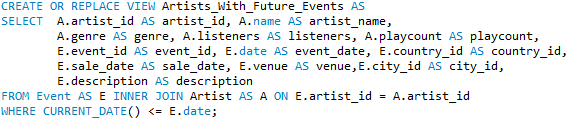 CREATE OR REPLACE VIEW Artists_With_Future_Events AS
SELECT  A.artist_id AS artist_id, A.name AS artist_name,
A.genre AS genre, A.listeners AS listeners, A.playcount AS playcount,
E.event_id AS event_id, E.date AS event_date, E.country_id AS country_id,
E.sale_date AS sale_date, E.venue AS venue,E.city_id AS city_id,
E.description AS description
FROM Event AS E INNER JOIN Artist AS A ON E.artist_id = A.artist_id
WHERE CURRENT_DATE() <= E.date;